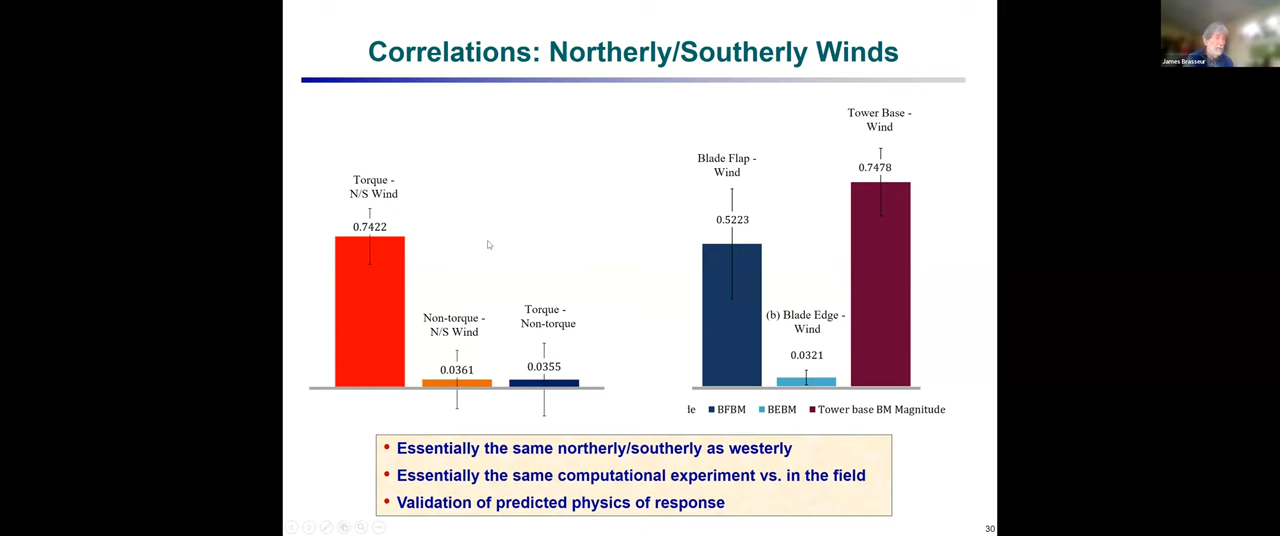 Correlations: Northerly/Southerly Winds
James Brasseur
Torque -
N/S Wind
0.7422
Non-torque -
N/S Wind
0.0361
Torque -
Non-torque
0.0355
Blade Flap -
Wind
0.5223
(b) Blade Edge -
Wind
0.0321
Tower Base -
Wind
0.7478
BFBM
BEBM
Tower base BM Magnitude
• Essentially the same northerly/southerly as westerly
• Essentially the same computational experiment vs. in the field
• Validation of predicted physics of response
30